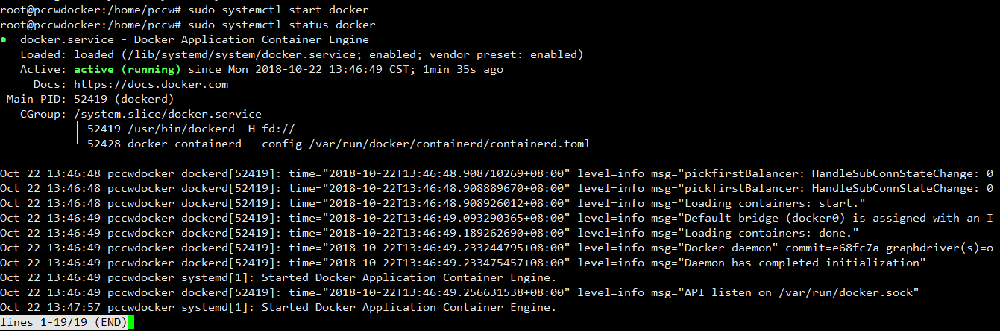 root@pccwdocker:/home/pccw# sudo systemctl start docker
root@pccwdocker:/home/pccw# sudo systemctl status docker
● docker.service - Docker Application Container Engine
Loaded: loaded (/lib/systemd/system/docker.service; enabled; vendor preset: enabled)
Active: active (running) since Mon 2018-10-22 13:46:49 CST; 1min 35s ago
Docs: https://docs.docker.com
Main PID: 52419 (dockerd)
CGroup: /system.slice/docker.service
├─52419 /usr/bin/dockerd -H fd://
└─52428 docker-containerd --config /var/run/docker/containerd/containerd.toml
Oct 22 13:46:48 pccwdocker dockerd[52419]: time="2018-10-22T13:46:48.908710269+08:00" level=info msg="pickfirstBalancer: HandleSubConnStateChange: 0
Oct 22 13:46:48 pccwdocker dockerd[52419]: time="2018-10-22T13:46:48.908889670+08:00" level=info msg="pickfirstBalancer: HandleSubConnStateChange: 0
Oct 22 13:46:48 pccwdocker dockerd[52419]: time="2018-10-22T13:46:48.908926012+08:00" level=info msg="Loading containers: start."
Oct 22 13:46:49 pccwdocker dockerd[52419]: time="2018-10-22T13:46:49.093290365+08:00" level=info msg="Default bridge (docker0) is assigned with an I
Oct 22 13:46:49 pccwdocker dockerd[52419]: time="2018-10-22T13:46:49.189262690+08:00" level=info msg="Loading containers: done."
Oct 22 13:46:49 pccwdocker dockerd[52419]: time="2018-10-22T13:46:49.233244795+08:00" level=info msg="Docker daemon" commit=e68fc7a graphdriver(s)=o
Oct 22 13:46:49 pccwdocker dockerd[52419]: time="2018-10-22T13:46:49.233475457+08:00" level=info msg="Daemon has completed initialization"
Oct 22 13:46:49 pccwdocker systemd[1]: Started Docker Application Container Engine.
Oct 22 13:46:49 pccwdocker dockerd[52419]: time="2018-10-22T13:46:49.256631538+08:00" level=info msg="API listen on /var/run/docker.sock"
Oct 22 13:47:57 pccwdocker systemd[1]: Started Docker Application Container Engine.
lines 1-19/19 (END)